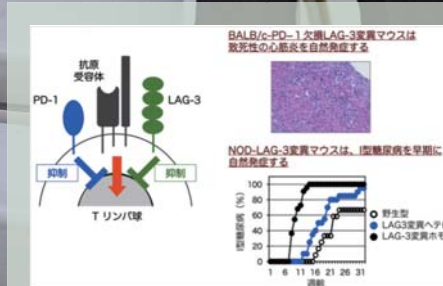 BALB/c-PD-1 欠損LAG-3変異マウスは
致死性の心筋炎を自然発症する
抗原
受容体
PD-1
LAG-3
抑制
抑制
T リンパ球
NOD-LAG-3変異マウスは、I型糖尿病を早期に
自然発症する
I型糖尿病 (%)
100
80
60
40
20
0
1 6 11 16 21 26 31
週齢
野生型
LAG3変異ヘテ
LAG-3変異ホモ